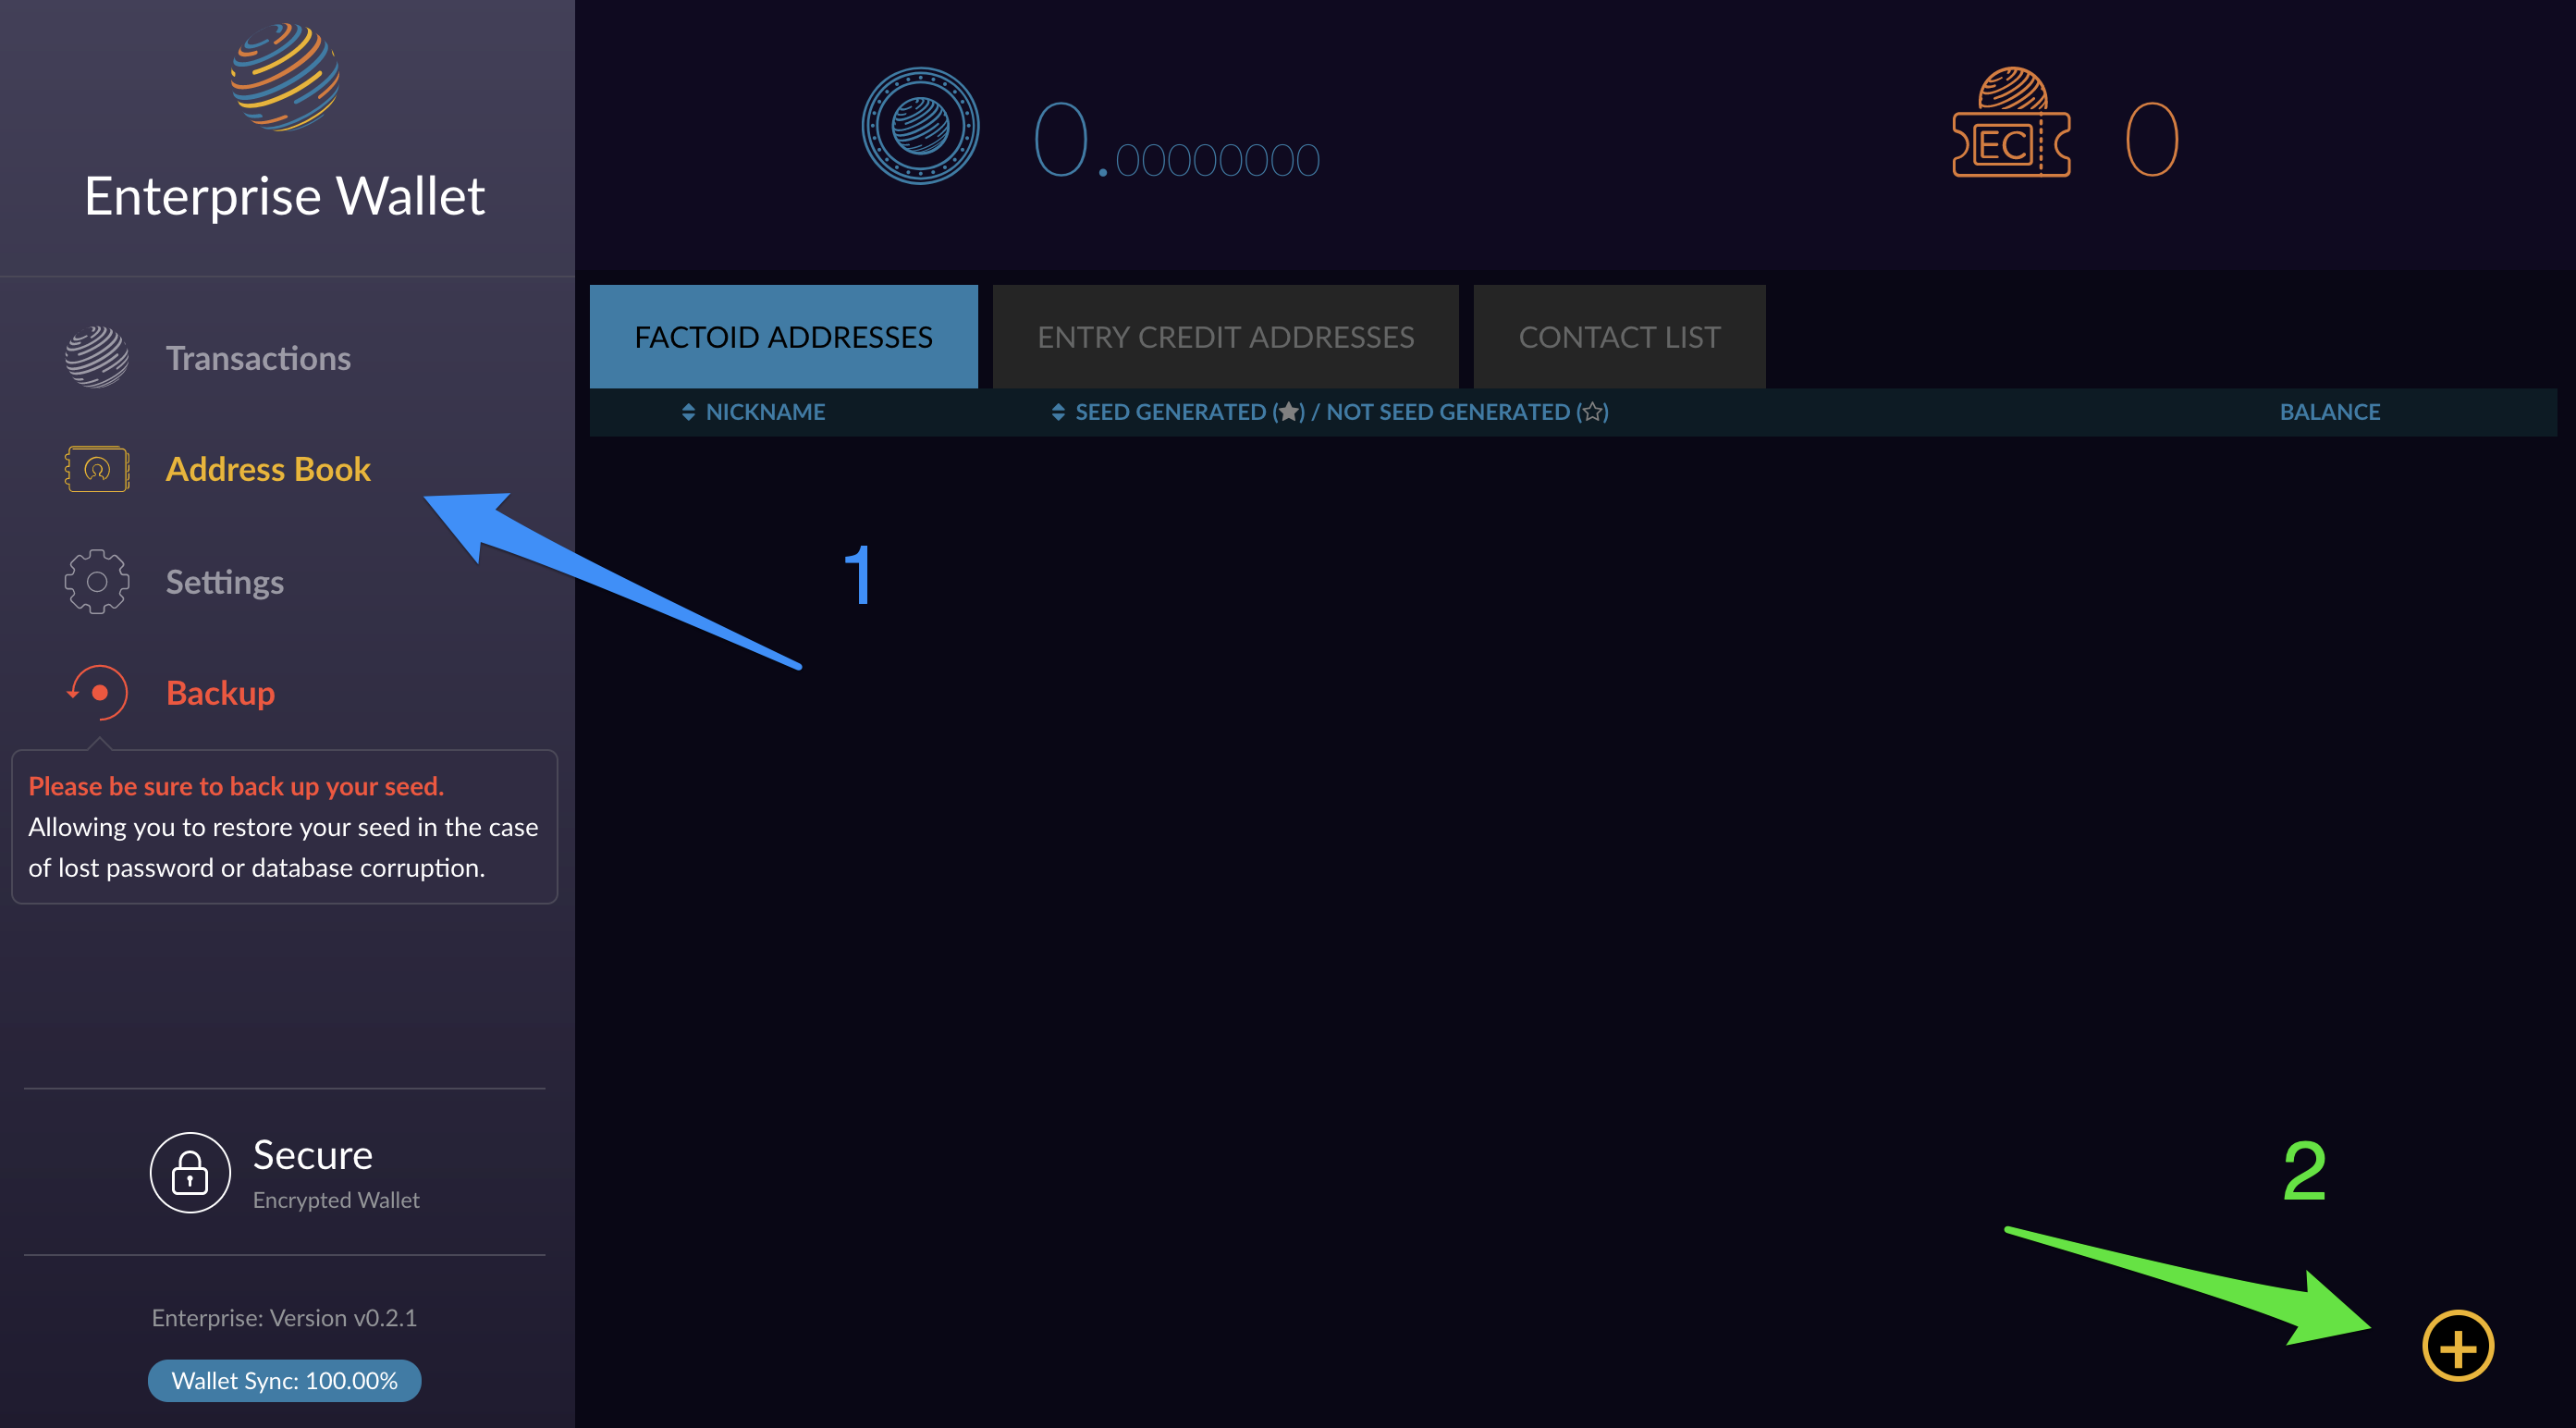 Enterprise Wallet
Transactions
Address Book
Settings
Backup
Please be sure to back up your seed.
Allowing you to restore your seed in the case
of lost password or database corruption.
Secure
Encrypted Wallet
Enterprise: Version v0.2.1
Wallet Sync: 100.00%
0.00000000
EC
0
FACTOID ADDRESSES
ENTRY CREDIT ADDRESSES
CONTACT LIST
NICKNAME
SEED GENERATED (★) / NOT SEED GENERATED (☆)
BALANCE
1
2